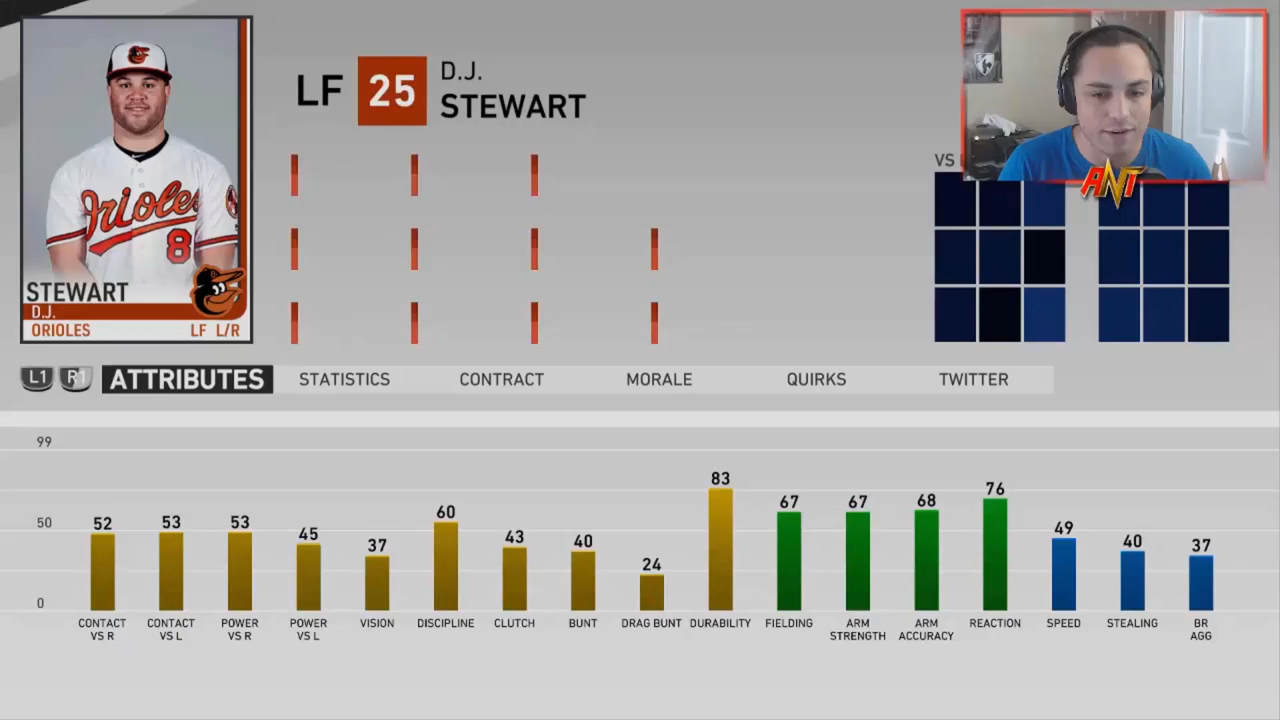 LF 25 D.J.
STEWART
VS
ANT
Orioles
8
STEWART
D.J.
ORIOLES LF L/R
L1 R1 ATTRIBUTES STATISTICS CONTRACT MORALE QUIRKS TWITTER
99
50
0
52 53 53 45 37 60 43 40 24 83 67 67 68 76 49 40 37
CONTACT VS R
CONTACT VS L
POWER VS R
POWER VS L
VISION
DISCIPLINE
CLUTCH
BUNT
DRAG BUNT
DURABILITY
FIELDING
ARM STRENGTH
ARM ACCURACY
REACTION
SPEED
STEALING
BR AGG